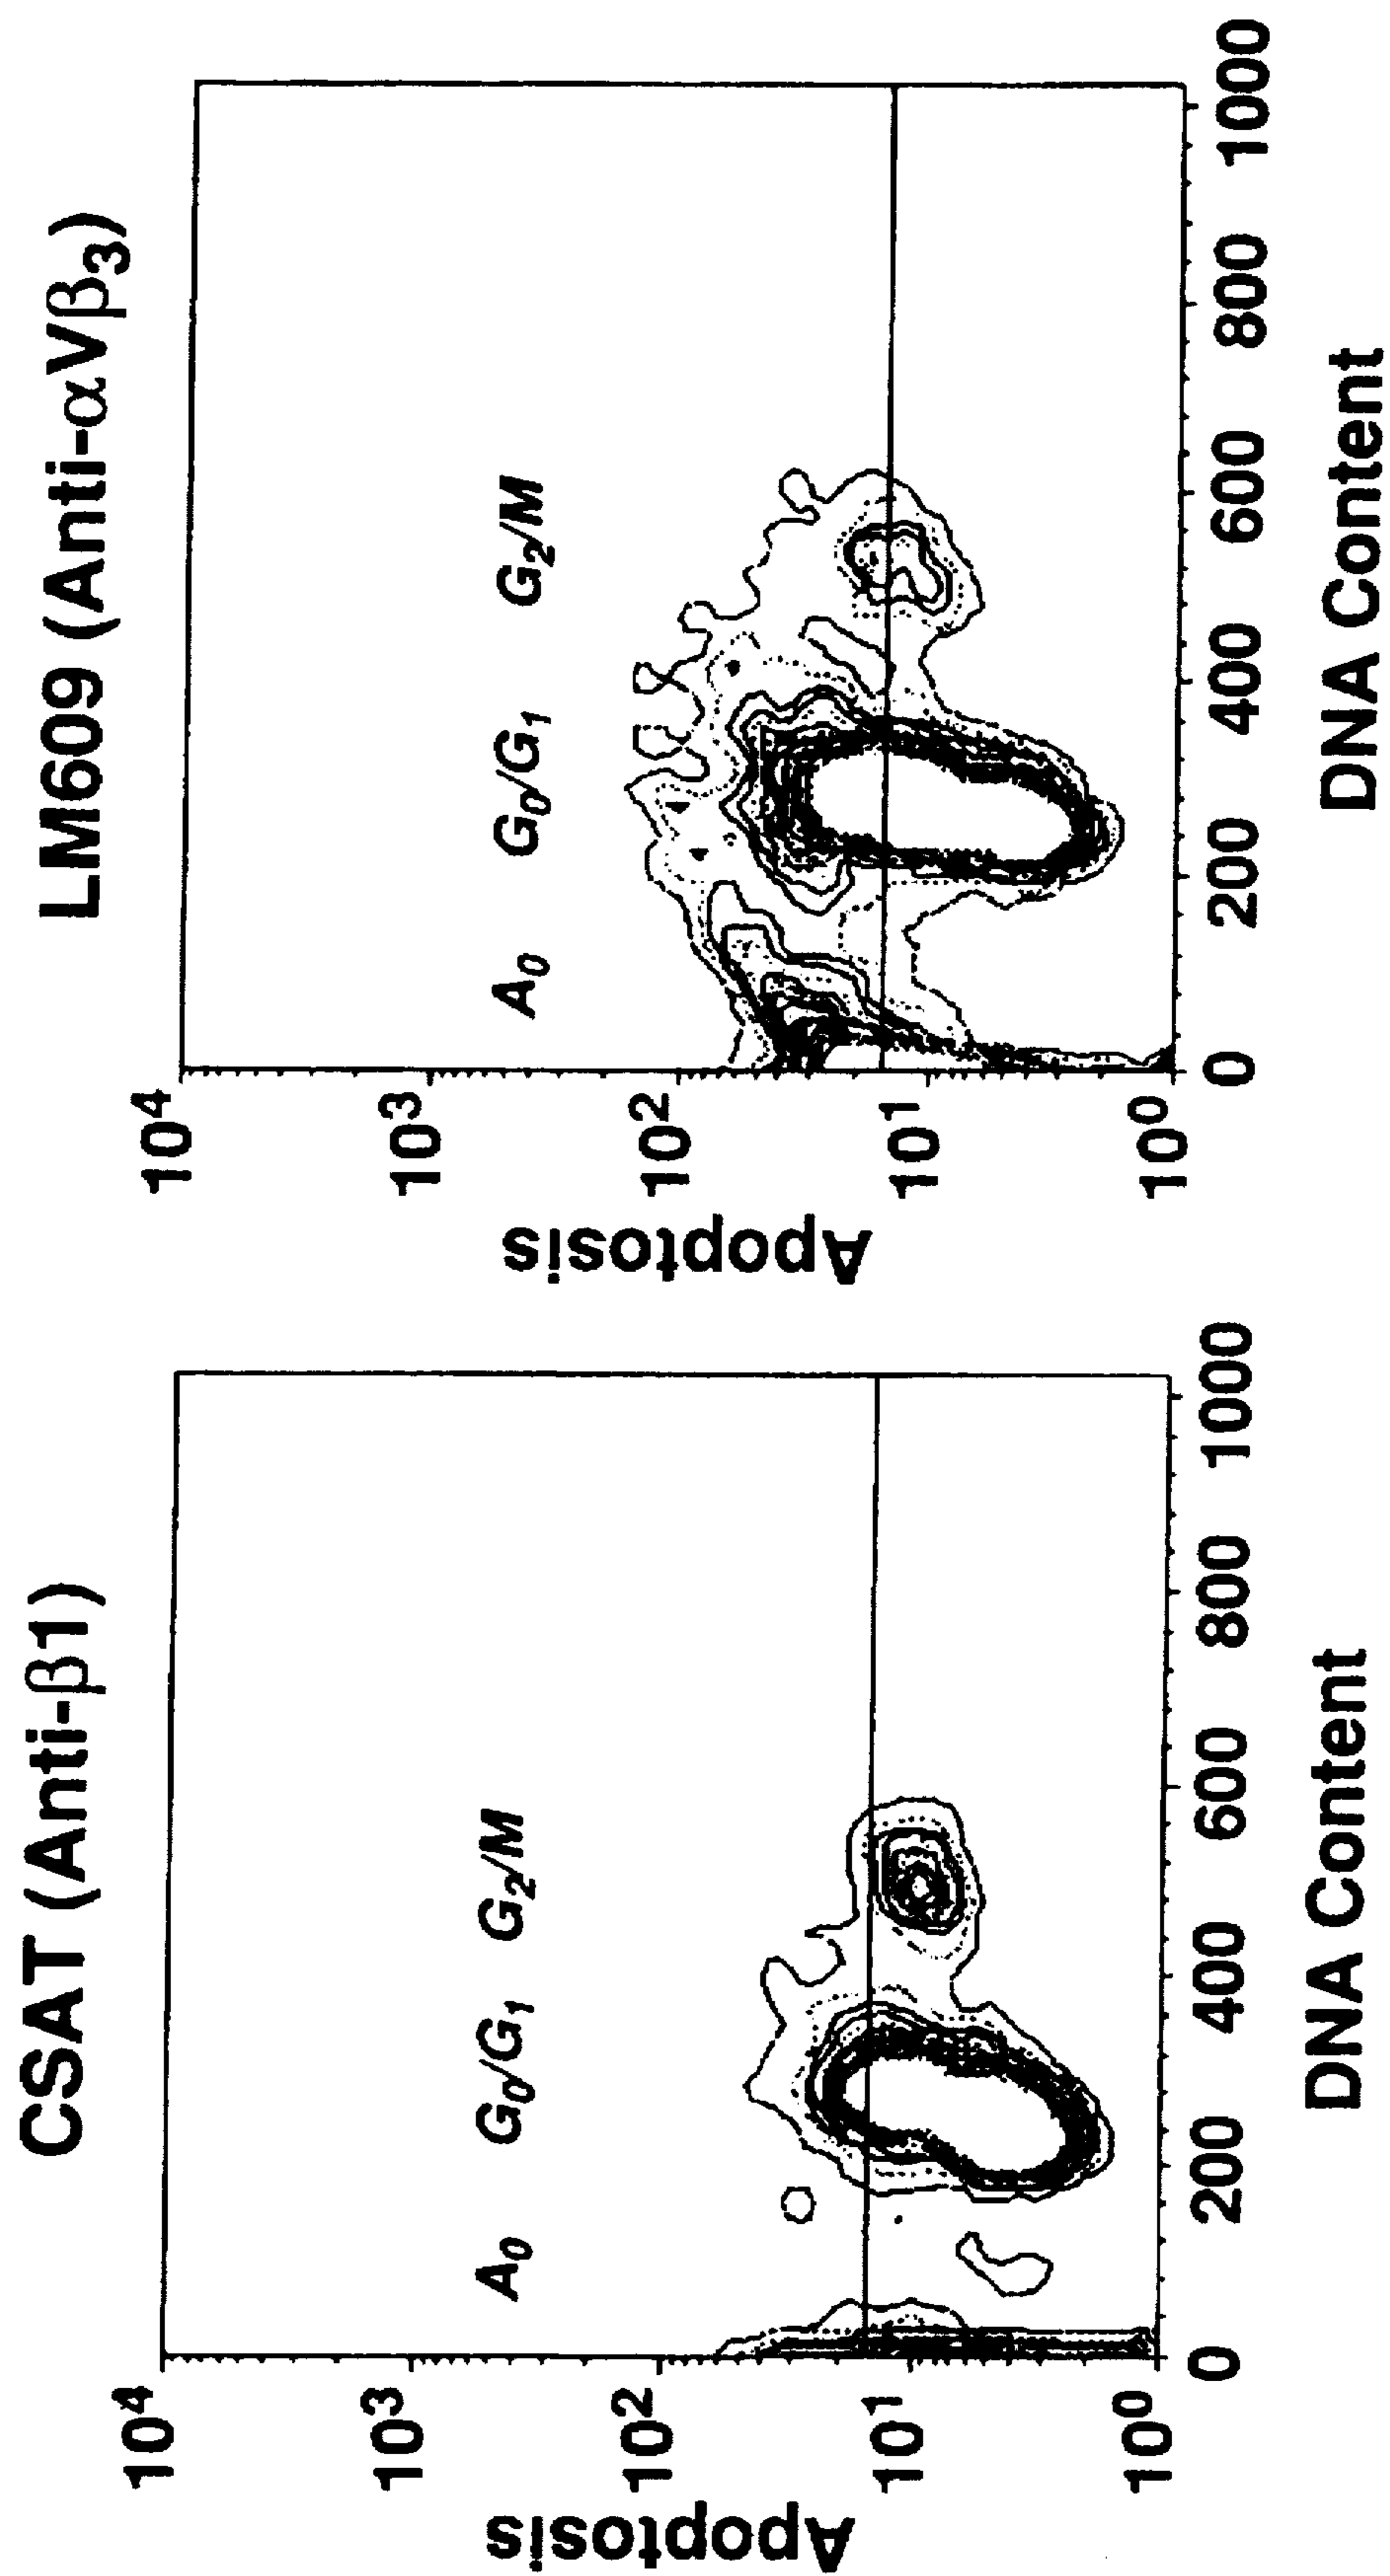 CSAT (Anti-β1)
Apoptosis
10⁴
10³
10²
10¹
10⁰
A₀ G₀/G₁ G₂/M
0 200 400 600 800 1000
DNA Content
LM609 (Anti-αVβ₃)
Apoptosis
10⁴
10³
10²
10¹
10⁰
A₀ G₀/G₁ G₂/M
0 200 400 600 800 1000
DNA Content